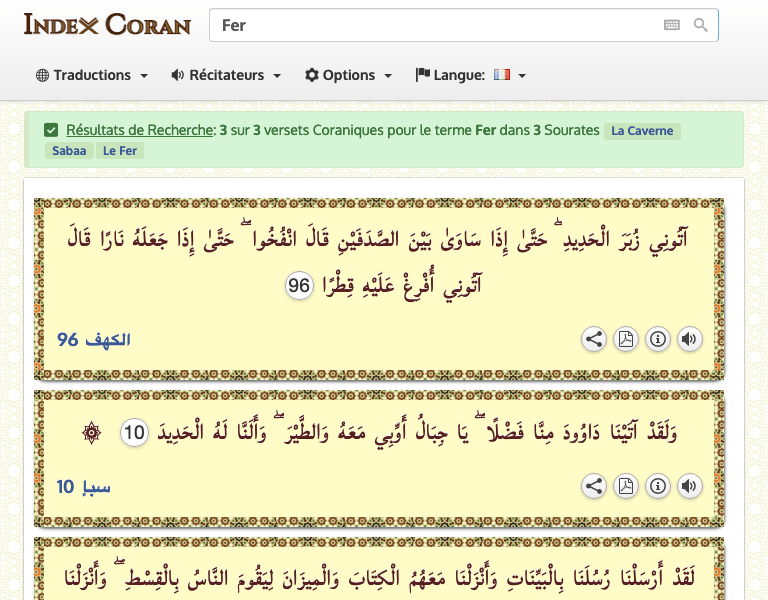 INDEX CORAN
Fer
Traductions Récitateurs Options Langue:
Résultats de Recherche: 3 sur 3 versets Coraniques pour le terme Fer dans 3 Sourates La Caverne
Sabaa Le Fer
آتُونِي زُبَرَ الْحَدِيدِ ۖ حَتَّىٰ إِذَا سَاوَىٰ بَيْنَ الصَّدَفَيْنِ قَالَ انْفُخُوا ۖ حَتَّىٰ إِذَا جَعَلَهُ نَارًا قَالَ
آتُونِي أُفْرِغْ عَلَيْهِ قِطْرًا 96
الكهف 96
وَلَقَدْ آتَيْنَا دَاوُودَ مِنَّا فَضْلًا ۖ يَا جِبَالُ أَوِّبِي مَعَهُ وَالطَّيْرَ ۖ وَأَلَنَّا لَهُ الْحَدِيدَ 10 ۞
سبإ 10
لَقَدْ أَرْسَلْنَا رُسُلَنَا بِالْبَيِّنَاتِ وَأَنْزَلْنَا مَعَهُمُ الْكِتَابَ وَالْمِيزَانَ لِيَقُومَ النَّاسُ بِالْقِسْطِ ۖ وَأَنْزَلْنَا